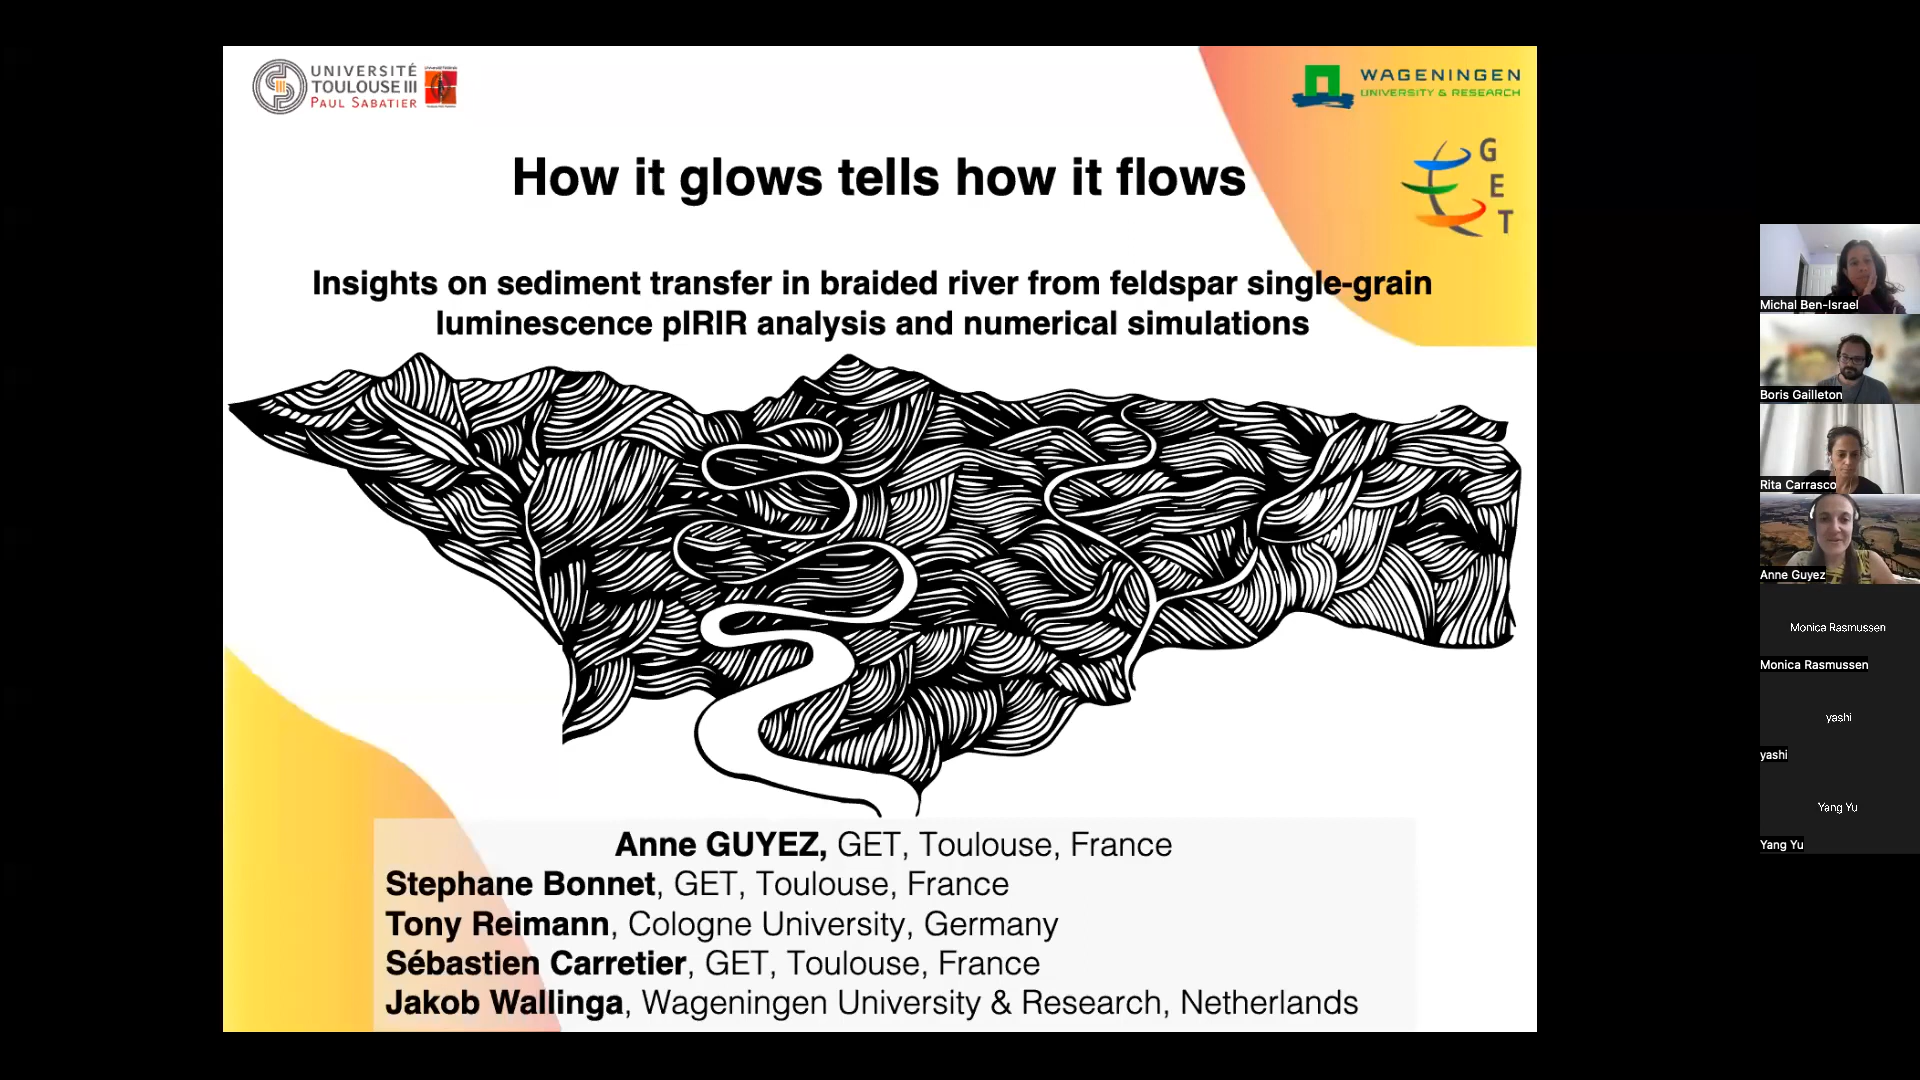 UNIVERSITÉ
TOULOUSE III
PAUL SABATIER
WAGENINGEN
UNIVERSITY & RESEARCH
G
E
T
How it glows tells how it flows
Insights on sediment transfer in braided river from feldspar single-grain
luminescence pIRIR analysis and numerical simulations
Anne GUYEZ, GET, Toulouse, France
Stephane Bonnet, GET, Toulouse, France
Tony Reimann, Cologne University, Germany
Sébastien Carretier, GET, Toulouse, France
Jakob Wallinga, Wageningen University & Research, Netherlands
Michal Ben-Israel
Boris Gailleton
Rita Carrasco
Anne Guyez
Monica Rasmussen
Monica Rasmussen
yashi
yashi
Yang Yu
Yang Yu